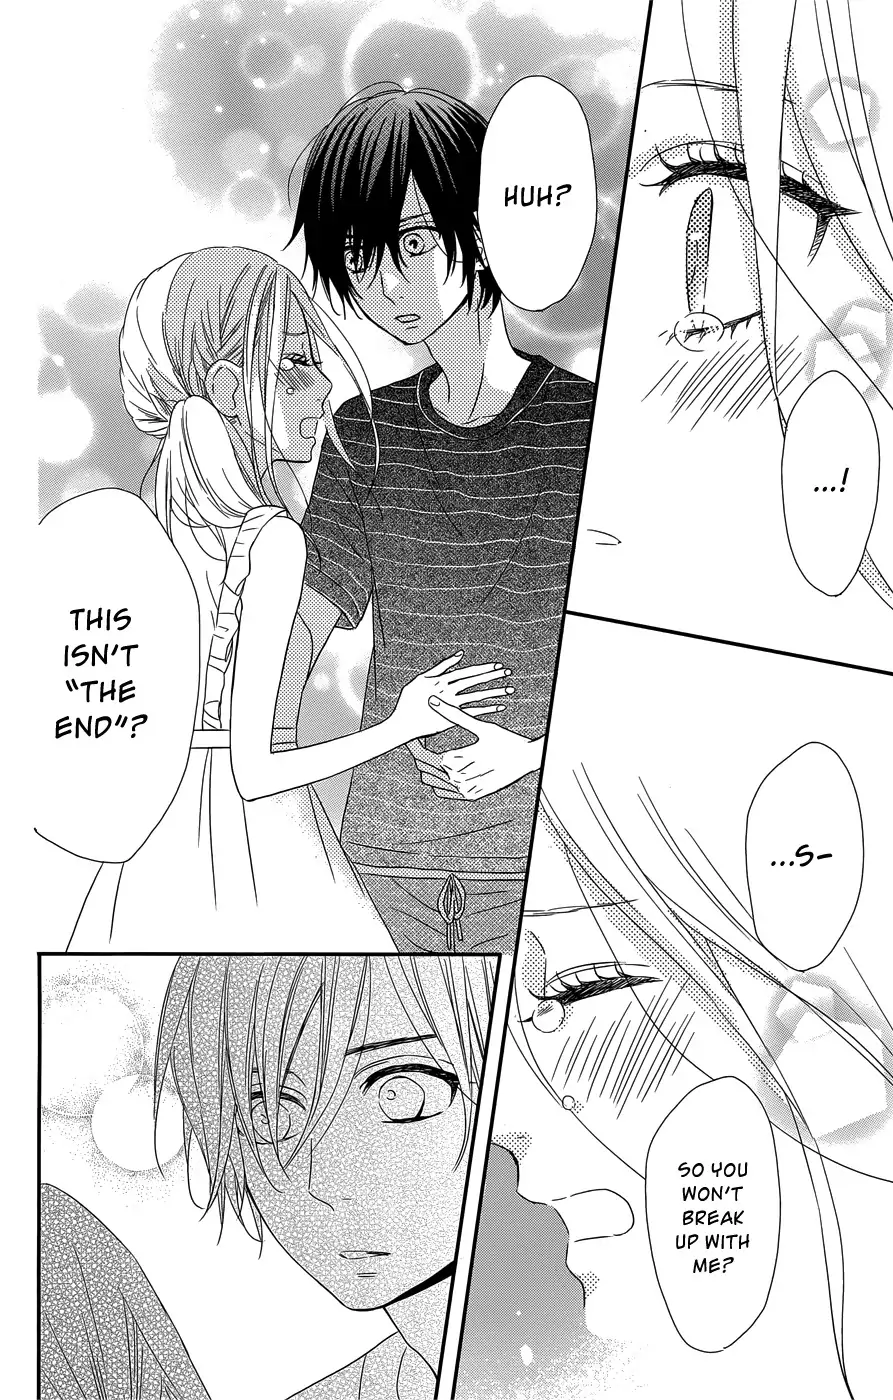 ...!
...S-
SO YOU
WON'T
BREAK
UP WITH
ME?
HUH?
THIS
ISN'T
"THE
END"?